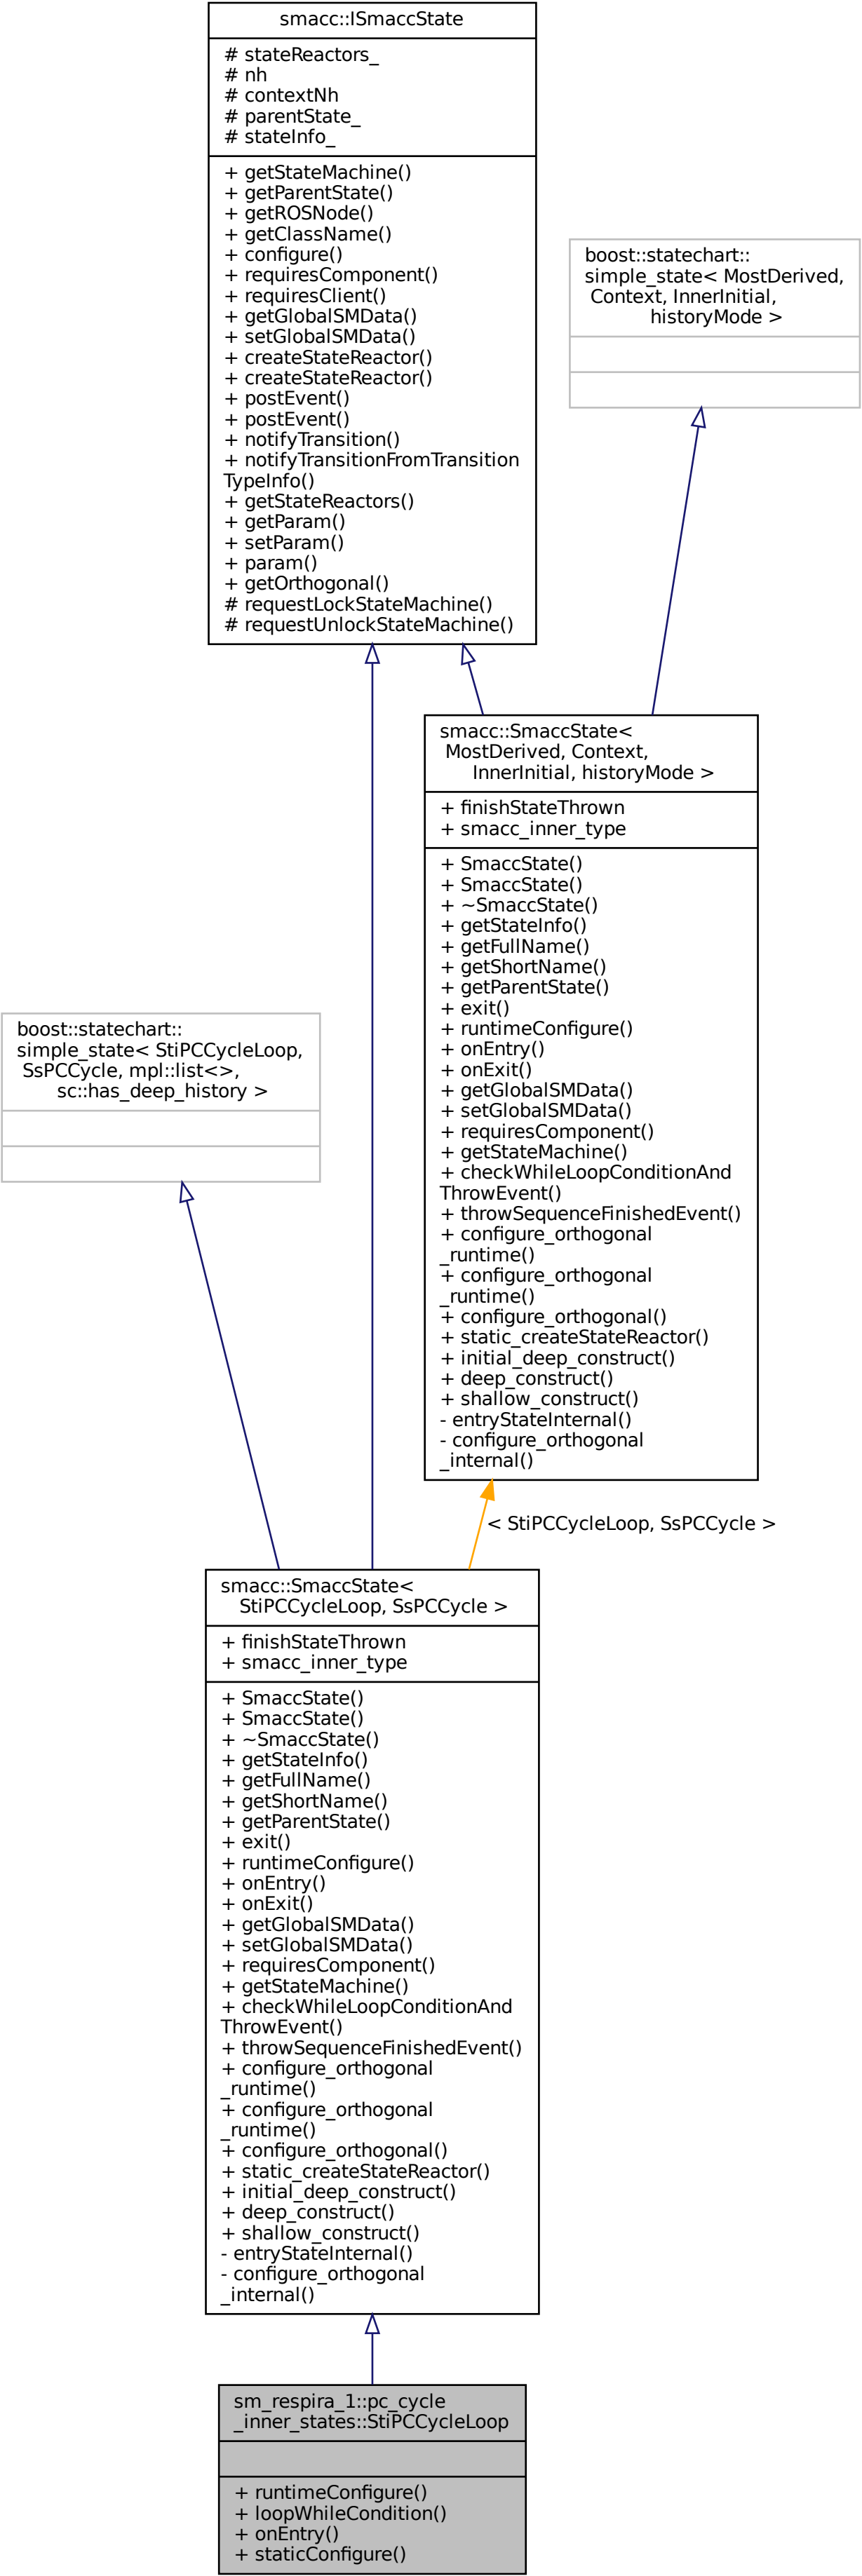 smacc::ISmaccState
# stateReactors_
# nh
# contextNh
# parentState_
# stateInfo_
+ getStateMachine()
+ getParentState()
+ getROSNode()
+ getClassName()
+ configure()
+ requiresComponent()
+ requiresClient()
+ getGlobalSMData()
+ setGlobalSMData()
+ createStateReactor()
+ createStateReactor()
+ postEvent()
+ postEvent()
+ notifyTransition()
+ notifyTransitionFromTransition
TypeInfo()
+ getStateReactors()
+ getParam()
+ setParam()
+ param()
+ getOrthogonal()
# requestLockStateMachine()
# requestUnlockStateMachine()
boost::statechart::
simple_state< MostDerived,
Context, InnerInitial,
historyMode >
smacc::SmaccState<
MostDerived, Context,
InnerInitial, historyMode >
+ finishStateThrown
+ smacc_inner_type
+ SmaccState()
+ SmaccState()
+ ~SmaccState()
+ getStateInfo()
+ getFullName()
+ getShortName()
+ getParentState()
+ exit()
+ runtimeConfigure()
+ onEntry()
+ onExit()
+ getGlobalSMData()
+ setGlobalSMData()
+ requiresComponent()
+ getStateMachine()
+ checkWhileLoopConditionAnd
ThrowEvent()
+ throwSequenceFinishedEvent()
+ configure_orthogonal
_runtime()
+ configure_orthogonal
_runtime()
+ configure_orthogonal()
+ static_createStateReactor()
+ initial_deep_construct()
+ deep_construct()
+ shallow_construct()
- entryStateInternal()
- configure_orthogonal
_internal()
boost::statechart::
simple_state< StiPCCycleLoop,
SsPCCycle, mpl::list<>,
sc::has_deep_history >
< StiPCCycleLoop, SsPCCycle >
smacc::SmaccState<
StiPCCycleLoop, SsPCCycle >
+ finishStateThrown
+ smacc_inner_type
+ SmaccState()
+ SmaccState()
+ ~SmaccState()
+ getStateInfo()
+ getFullName()
+ getShortName()
+ getParentState()
+ exit()
+ runtimeConfigure()
+ onEntry()
+ onExit()
+ getGlobalSMData()
+ setGlobalSMData()
+ requiresComponent()
+ getStateMachine()
+ checkWhileLoopConditionAnd
ThrowEvent()
+ throwSequenceFinishedEvent()
+ configure_orthogonal
_runtime()
+ configure_orthogonal
_runtime()
+ configure_orthogonal()
+ static_createStateReactor()
+ initial_deep_construct()
+ deep_construct()
+ shallow_construct()
- entryStateInternal()
- configure_orthogonal
_internal()
sm_respira_1::pc_cycle
_inner_states::StiPCCycleLoop
+ runtimeConfigure()
+ loopWhileCondition()
+ onEntry()
+ staticConfigure()